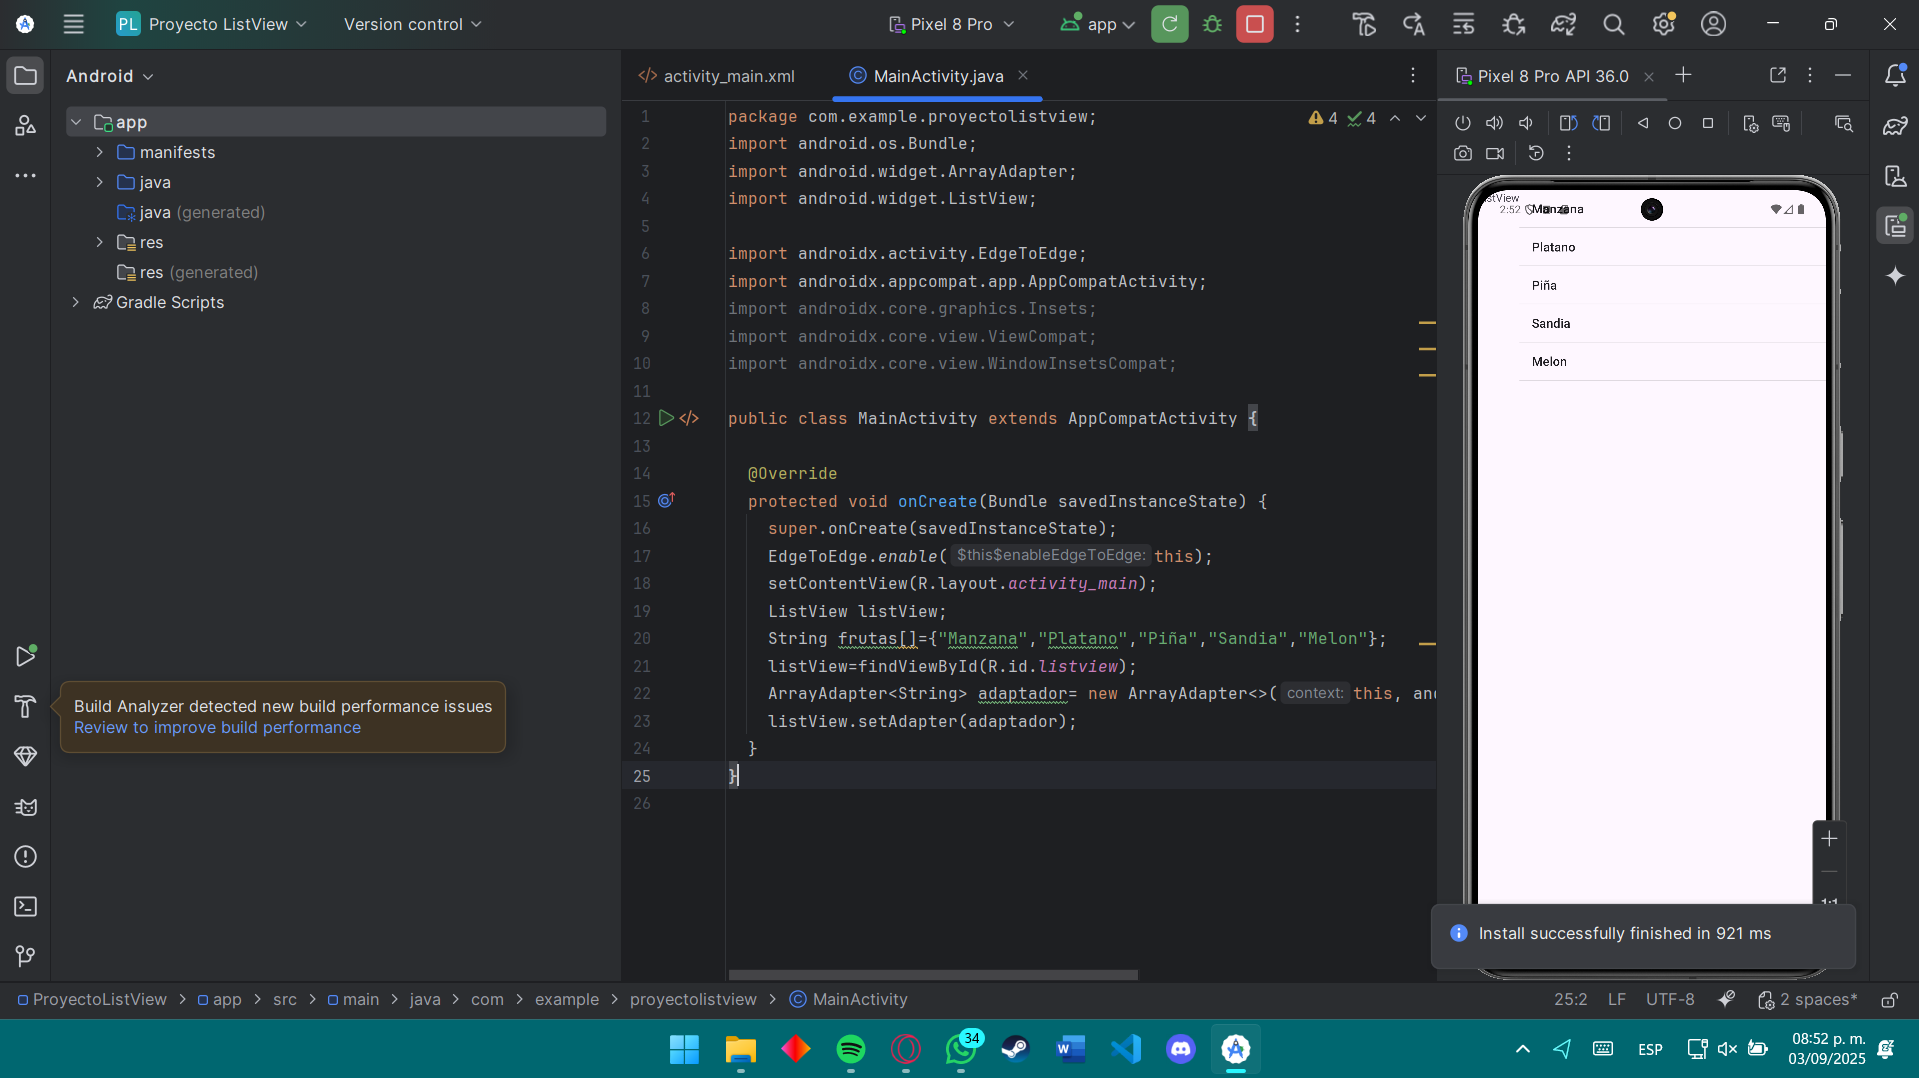 PL Proyecto ListView Version control Pixel 8 Pro app
Android
app
manifests
java
java (generated)
res
res (generated)
Gradle Scripts
Build Analyzer detected new build performance issues
Review to improve build performance
activity_main.xml MainActivity.java
4 4
1 package com.example.proyectolistview;
2 import android.os.Bundle;
3 import android.widget.ArrayAdapter;
4 import android.widget.ListView;
5
6 import androidx.activity.EdgeToEdge;
7 import androidx.appcompat.app.AppCompatActivity;
8 import androidx.core.graphics.Insets;
9 import androidx.core.view.ViewCompat;
10 import androidx.core.view.WindowInsetsCompat;
11
12 public class MainActivity extends AppCompatActivity {
13
14 @Override
15 protected void onCreate(Bundle savedInstanceState) {
16 super.onCreate(savedInstanceState);
17 EdgeToEdge.enable( $this$enableEdgeToEdge: this);
18 setContentView(R.layout.activity_main);
19 ListView listView;
20 String frutas[]={"Manzana","Platano","Piña","Sandia","Melon"};
21 listView=findViewById(R.id.listview);
22 ArrayAdapter<String> adaptador= new ArrayAdapter<>( context: this, and
23 listView.setAdapter(adaptador);
24 }
25 }
26
Pixel 8 Pro API 36.0
stView
2:52 Manzana
Platano
Piña
Sandia
Melon
1:1
Install successfully finished in 921 ms
ProyectoListView > app > src > main > java > com > example > proyectolistview > MainActivity
25:2 LF UTF-8 2 spaces*
34
ESP
08:52 p. m.
03/09/2025